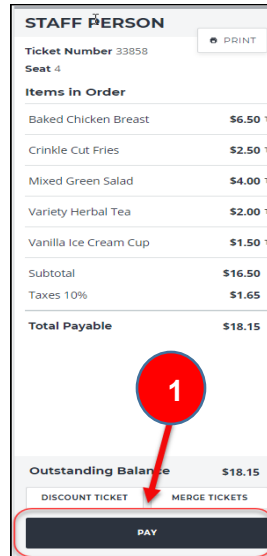 STAFF PERSON
PRINT
Ticket Number 33858
Seat 4
Items in Order
Baked Chicken Breast $6.50
Crinkle Cut Fries $2.50
Mixed Green Salad $4.00
Variety Herbal Tea $2.00
Vanilla Ice Cream Cup $1.50
Subtotal $16.50
Taxes 10% $1.65
Total Payable $18.15
1
Outstanding Balance $18.15
DISCOUNT TICKET MERGE TICKETS
PAY